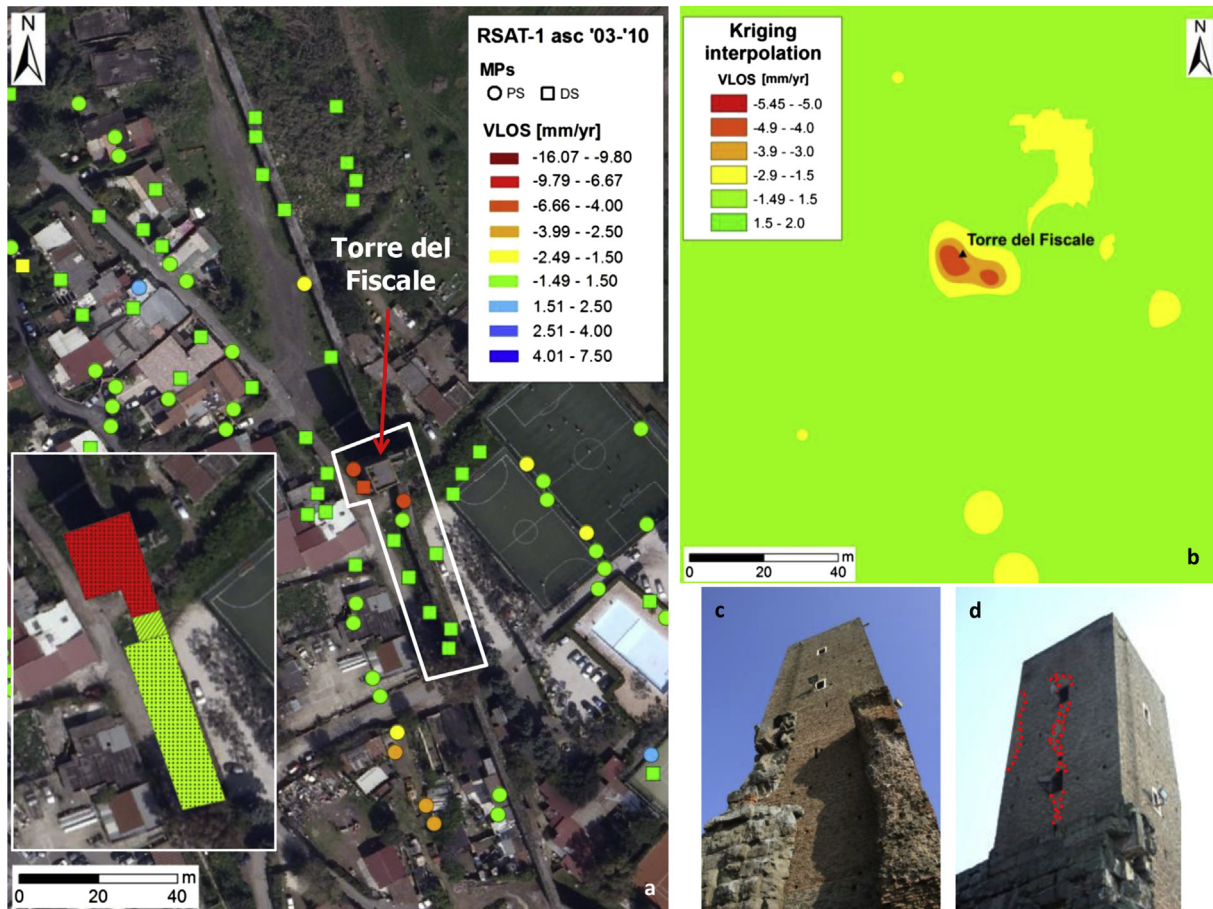 N
RSAT-1 asc '03-'10
MPs
PS DS
VLOS [mm/yr]
-16.07 - -9.80
-9.79 - -6.67
-6.66 - -4.00
-3.99 - -2.50
-2.49 - -1.50
-1.49 - 1.50
1.51 - 2.50
2.51 - 4.00
4.01 - 7.50
Torre del
Fiscale
0 20 40 m
a
Kriging
interpolation
VLOS [mm/yr]
-5.45 - -5.0
-4.9 - -4.0
-3.9 - -3.0
-2.9 - -1.5
-1.49 - 1.5
1.5 - 2.0
N
Torre del Fiscale
0 20 40 m
b
c
d